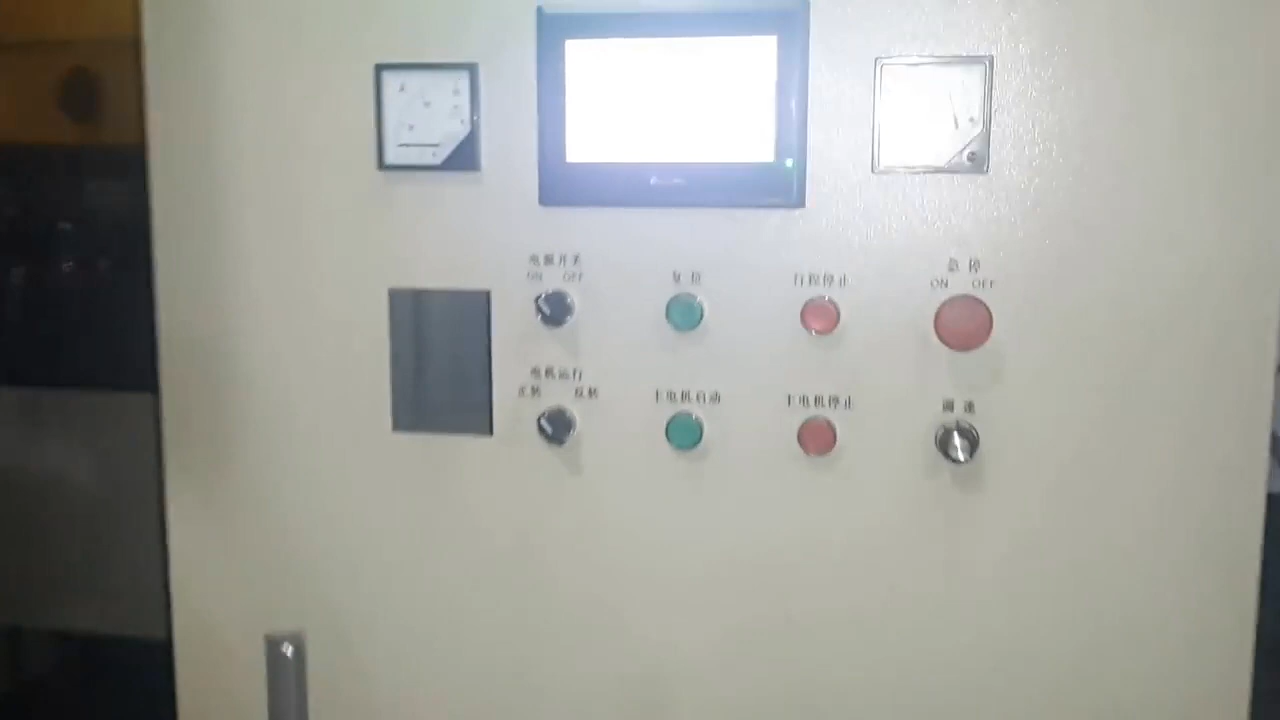 电源开关
ON OFF
复位
行程停止
急停
ON OFF
电机运行
正转 反转
主电机启动
主电机停止
调速